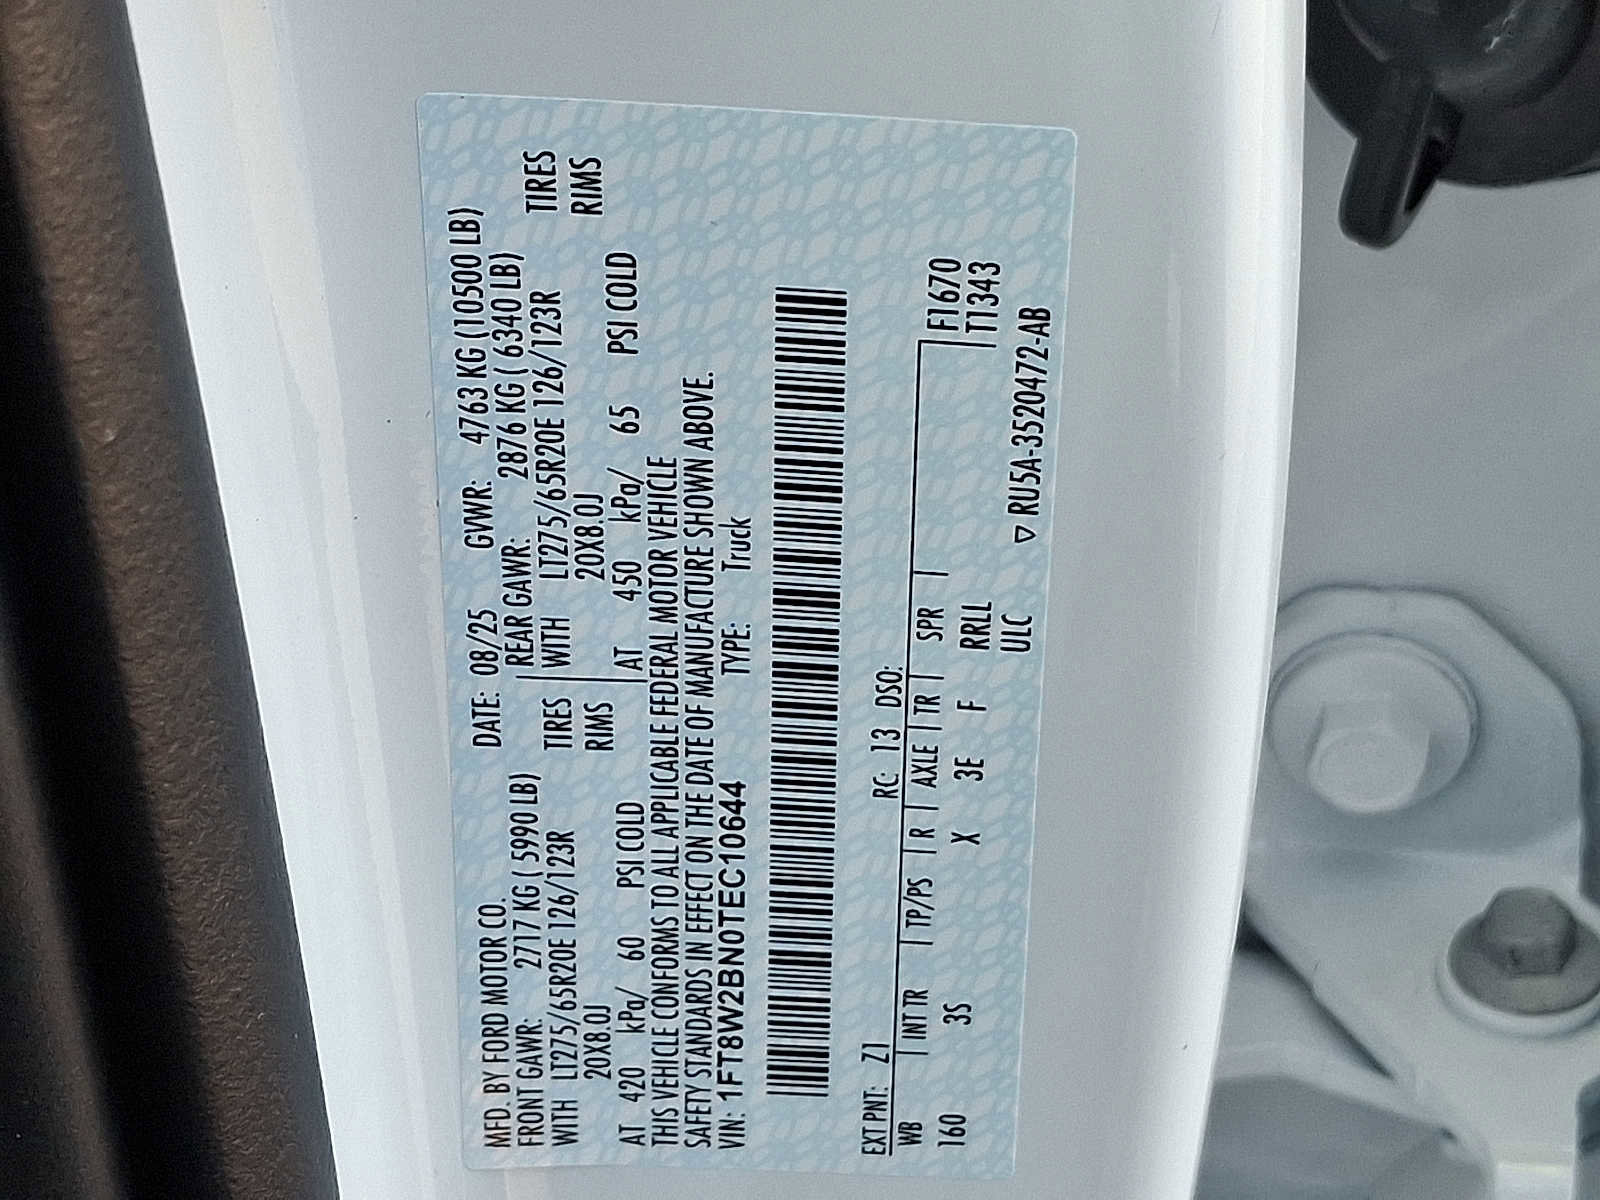 MFD. BY FORD MOTOR CO. DATE: 08/25 GVWR: 4763 KG (10500 LB)
FRONT GAWR: 2717 KG ( 5990 LB) REAR GAWR: 2876 KG ( 6340 LB)
WITH LT275/65R20E 126/123R TIRES WITH LT275/65R20E 126/123R TIRES
20X8.0J RIMS 20X8.0J RIMS
AT 420 kPa/ 60 PSI COLD AT 450 kPa/ 65 PSI COLD
THIS VEHICLE CONFORMS TO ALL APPLICABLE FEDERAL MOTOR VEHICLE
SAFETY STANDARDS IN EFFECT ON THE DATE OF MANUFACTURE SHOWN ABOVE.
VIN: 1FT8W2BN0TEC10644 TYPE: Truck
EXT PNT: Z1 RC: 13 DSO:
WB INT TR TP/PS R AXLE TR SPR F1670
160 3S X 3E F RRLL T1343
ULC ▽ RU5A-3520472-AB